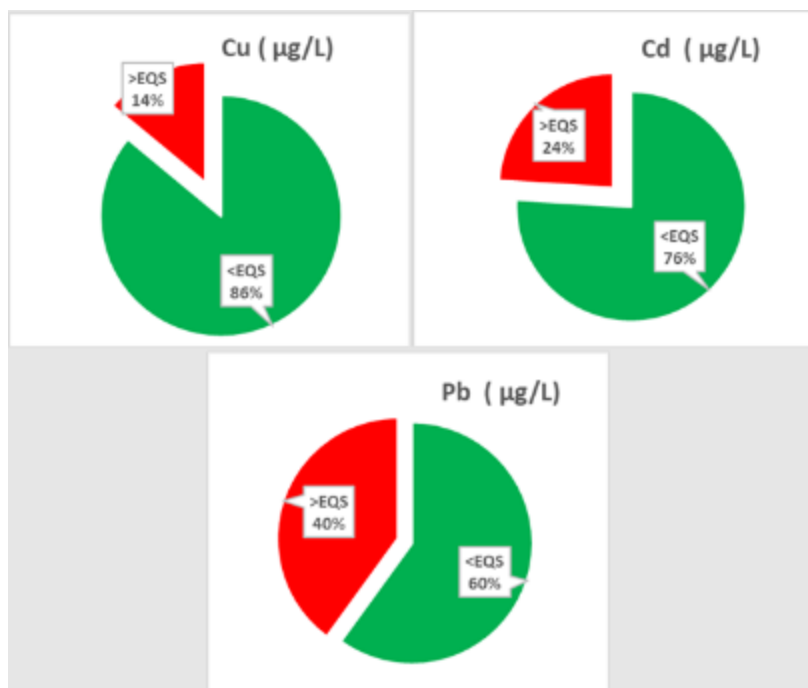 Cu ( µg/L)
>EQS
14%
<EQS
86%
Cd  ( µg/L)
>EQS
24%
<EQS
76%
Pb  ( µg/L)
>EQS
40%
<EQS
60%